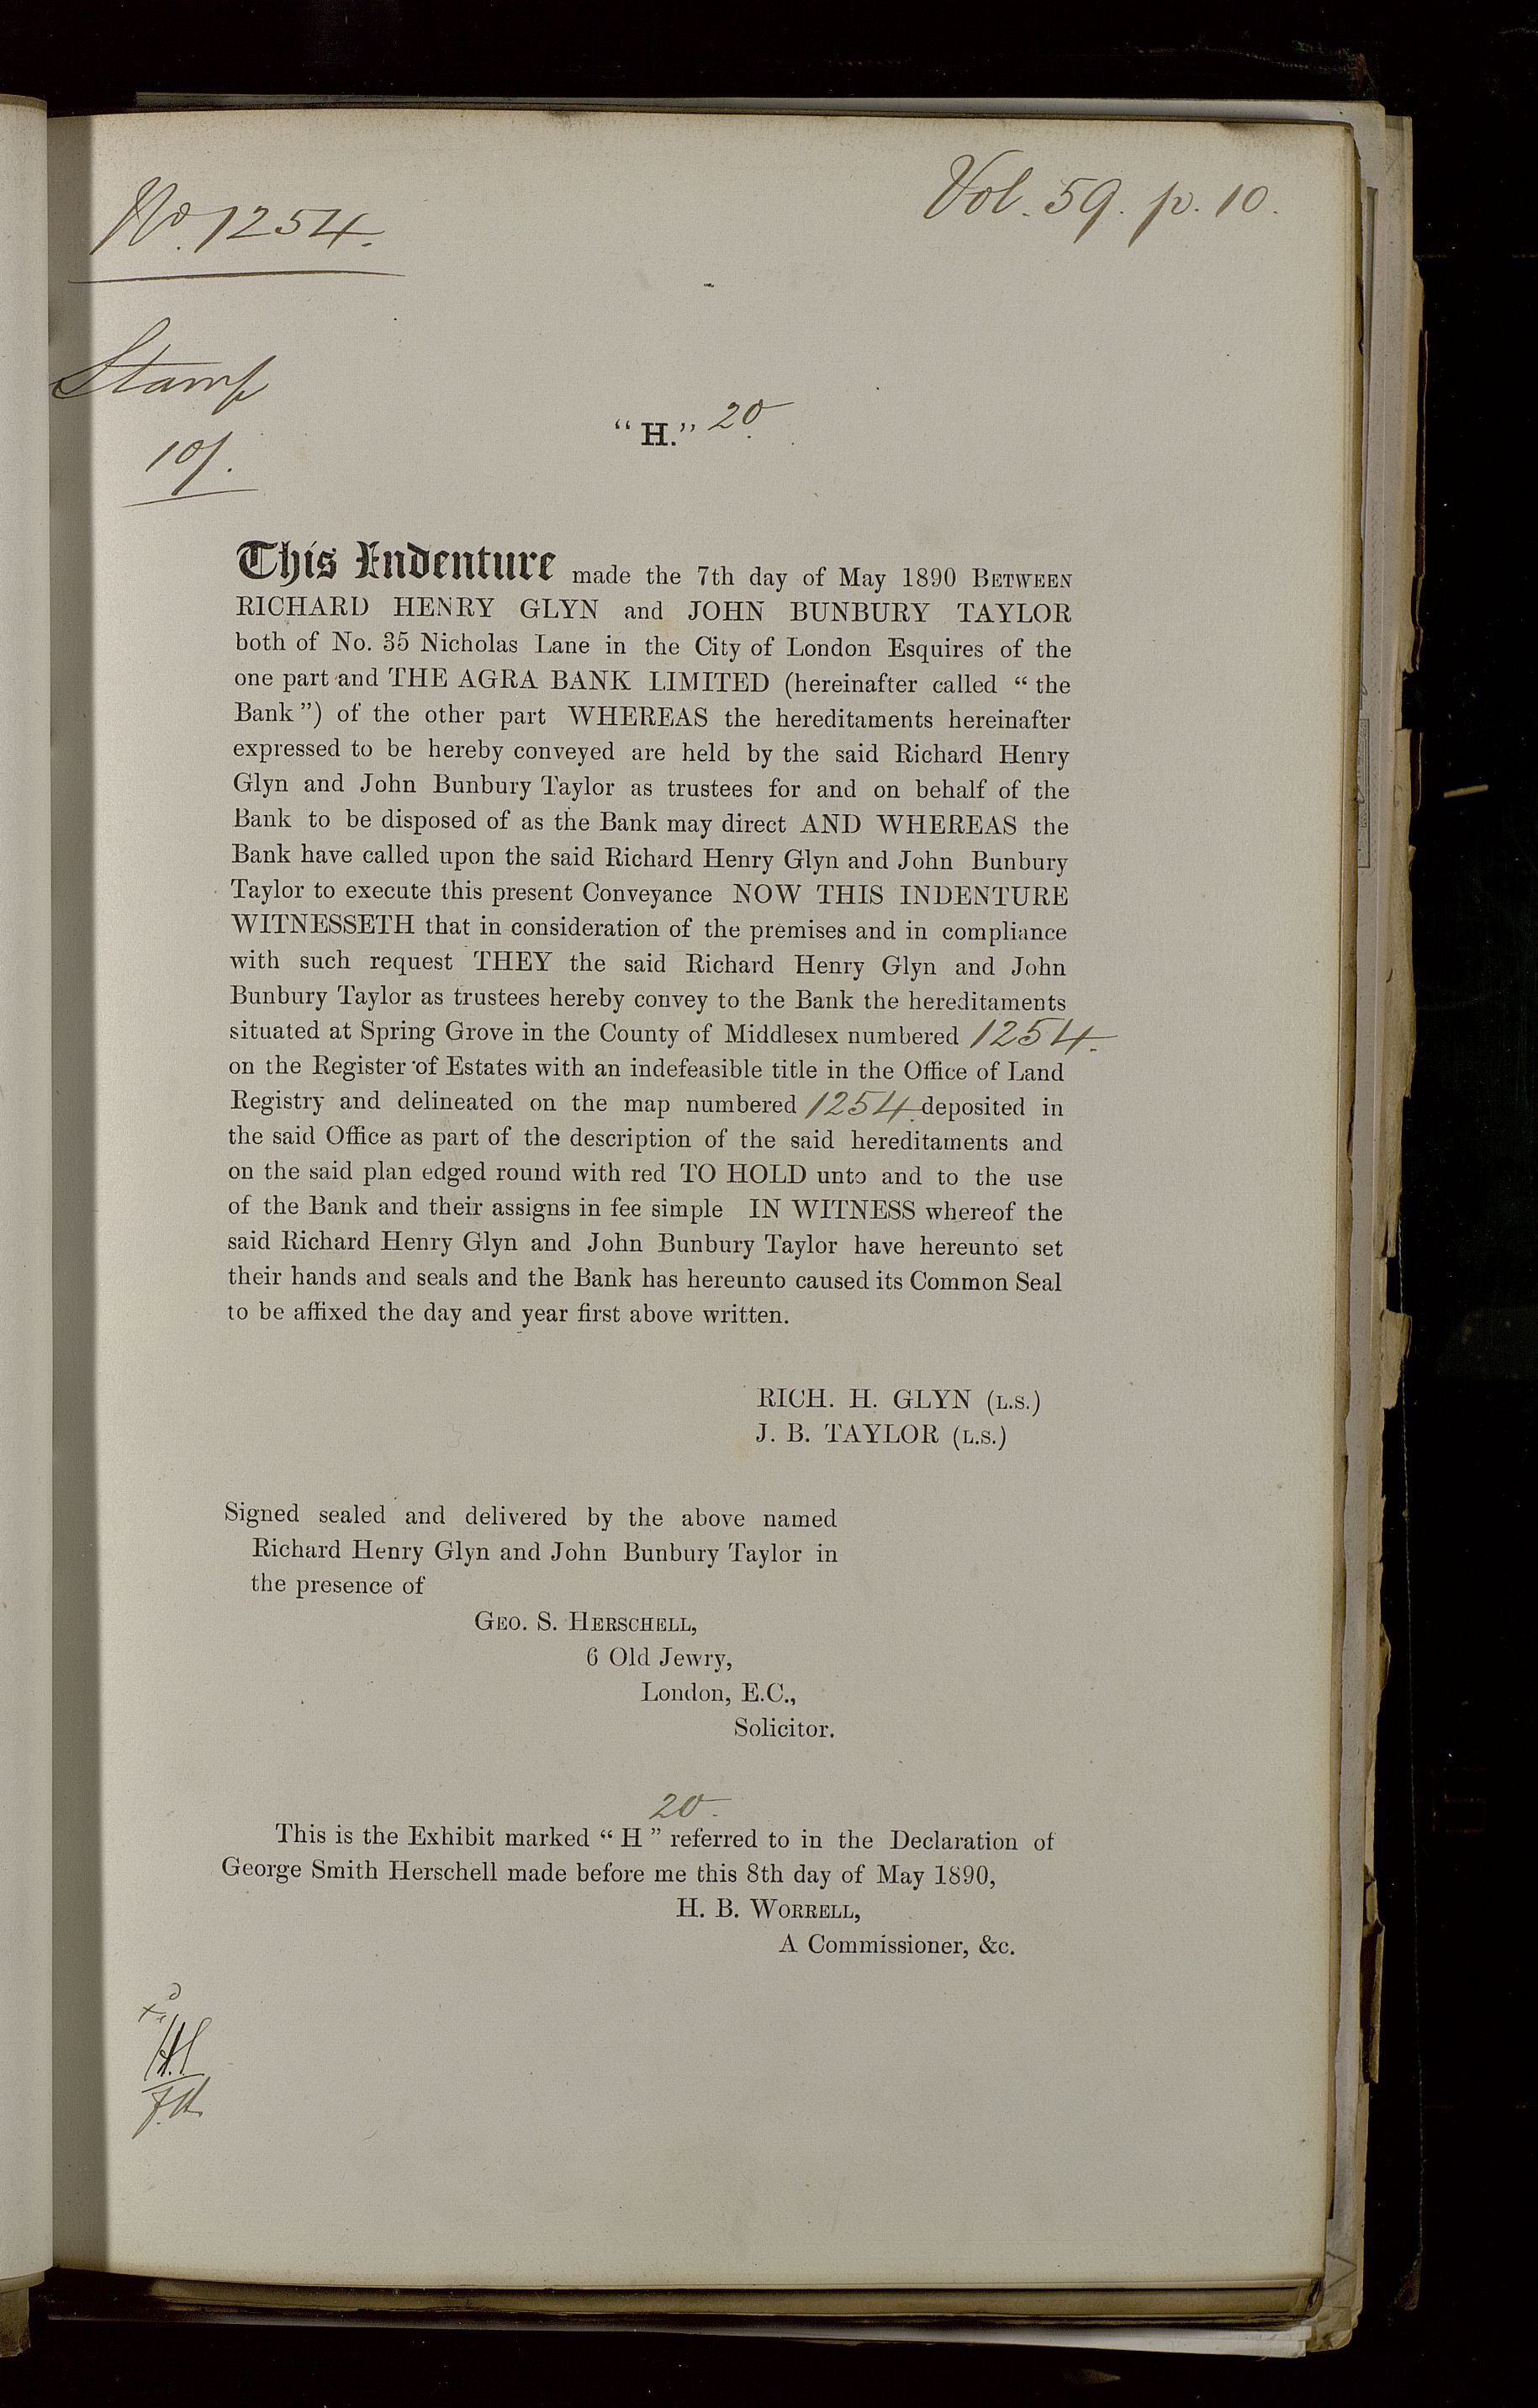 No. 1254.
Vol. 59. p. 10.
Stamp
10/.
“ H.” 20
This Indenture made the 7th day of May 1890 BETWEEN
RICHARD HENRY GLYN and JOHN BUNBURY TAYLOR
both of No. 35 Nicholas Lane in the City of London Esquires of the
one part and THE AGRA BANK LIMITED (hereinafter called “ the
Bank ”) of the other part WHEREAS the hereditaments hereinafter
expressed to be hereby conveyed are held by the said Richard Henry
Glyn and John Bunbury Taylor as trustees for and on behalf of the
Bank to be disposed of as the Bank may direct AND WHEREAS the
Bank have called upon the said Richard Henry Glyn and John Bunbury
Taylor to execute this present Conveyance NOW THIS INDENTURE
WITNESSETH that in consideration of the premises and in compliance
with such request THEY the said Richard Henry Glyn and John
Bunbury Taylor as trustees hereby convey to the Bank the hereditaments
situated at Spring Grove in the County of Middlesex numbered 1254.
on the Register of Estates with an indefeasible title in the Office of Land
Registry and delineated on the map numbered 1254. deposited in
the said Office as part of the description of the said hereditaments and
on the said plan edged round with red TO HOLD unto and to the use
of the Bank and their assigns in fee simple IN WITNESS whereof the
said Richard Henry Glyn and John Bunbury Taylor have hereunto set
their hands and seals and the Bank has hereunto caused its Common Seal
to be affixed the day and year first above written.
RICH. H. GLYN (L.S.)
J. B. TAYLOR (L.S.)
Signed sealed and delivered by the above named
Richard Henry Glyn and John Bunbury Taylor in
the presence of
GEO. S. HERSCHELL,
6 Old Jewry,
London, E.C.,
Solicitor.
20.
This is the Exhibit marked “ H ” referred to in the Declaration of
George Smith Herschell made before me this 8th day of May 1890,
H. B. WORRELL,
A Commissioner, &c.